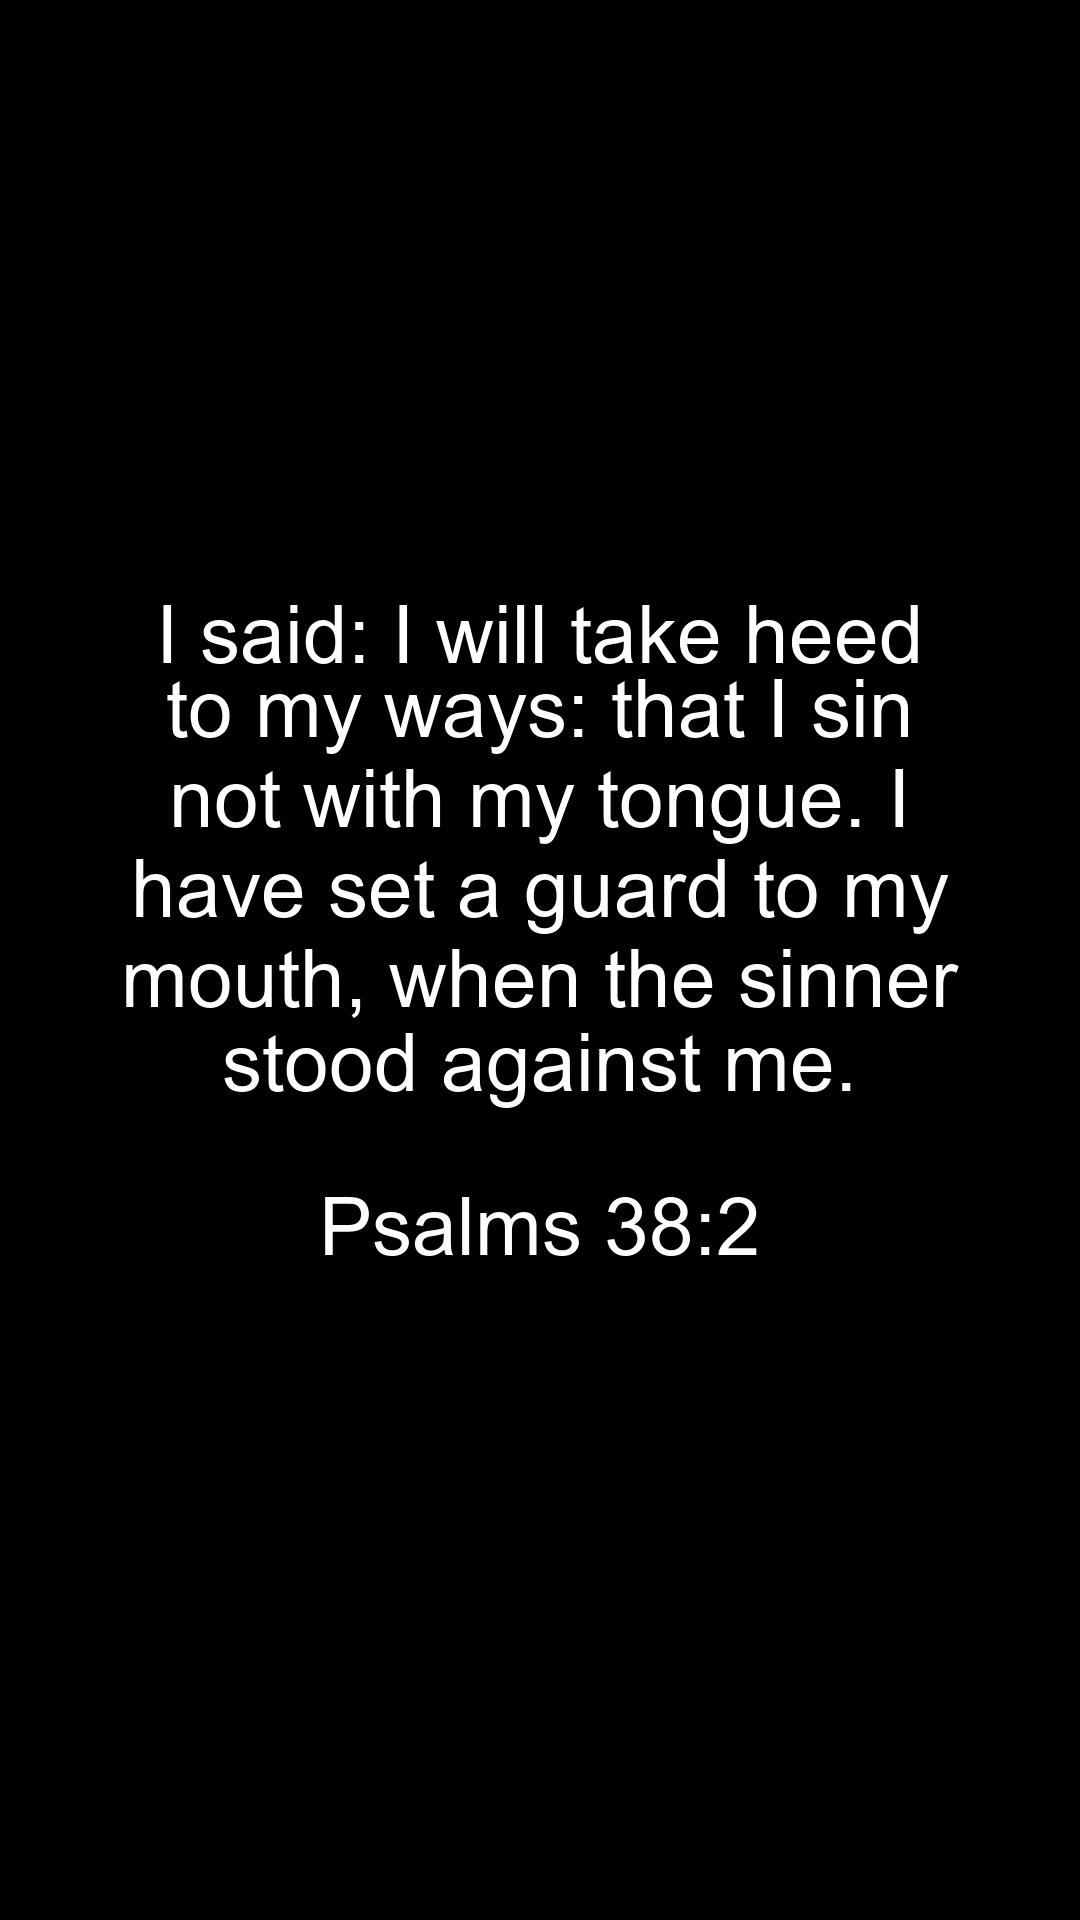 I said: I will take heed
to my ways: that I sin
not with my tongue. I
have set a guard to my
mouth, when the sinner
stood against me.
Psalms 38:2